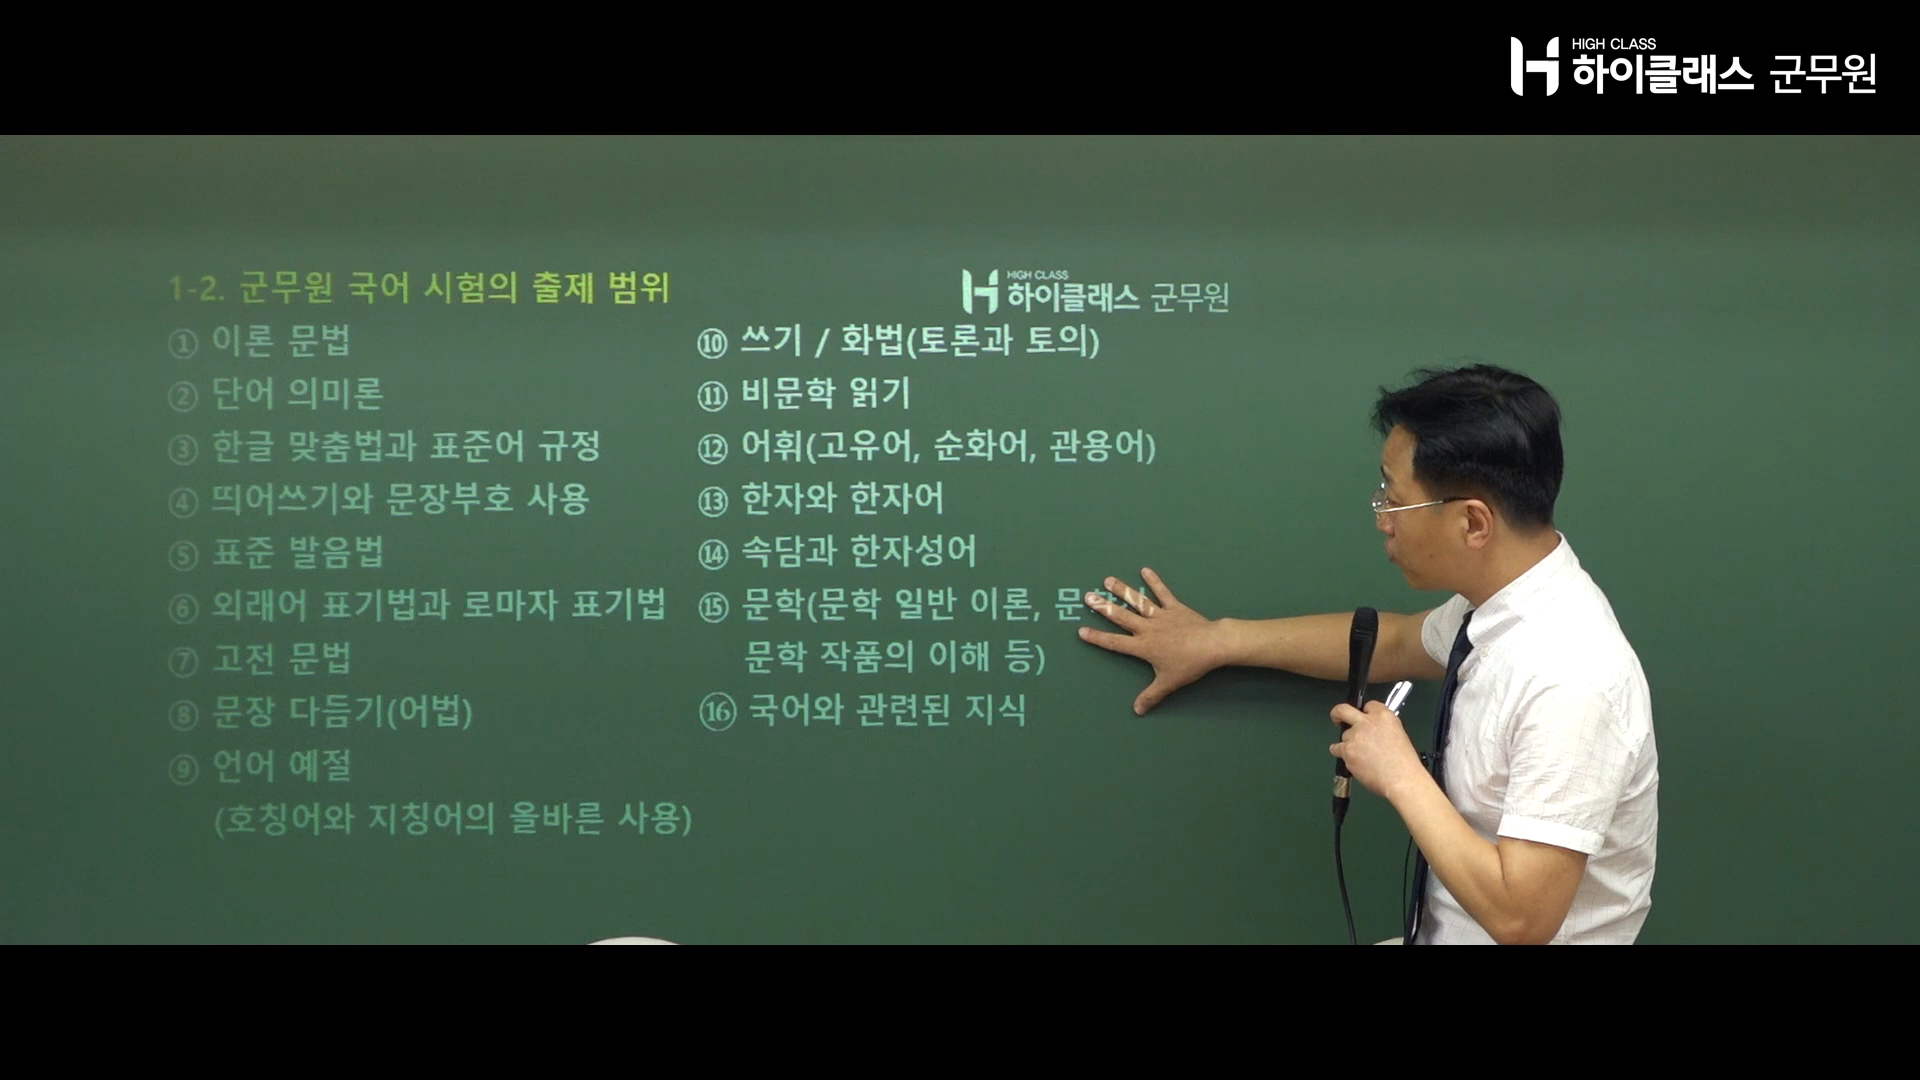 HIGH CLASS
하이클래스 군무원
1-2. 군무원 국어 시험의 출제 범위
① 이론 문법
② 단어 의미론
③ 한글 맞춤법과 표준어 규정
④ 띄어쓰기와 문장부호 사용
⑤ 표준 발음법
⑥ 외래어 표기법과 로마자 표기법
⑦ 고전 문법
⑧ 문장 다듬기(어법)
⑨ 언어 예절
(호칭어와 지칭어의 올바른 사용)
HIGH CLASS
하이클래스 군무원
⑩ 쓰기 / 화법(토론과 토의)
⑪ 비문학 읽기
⑫ 어휘(고유어, 순화어, 관용어)
⑬ 한자와 한자어
⑭ 속담과 한자성어
⑮ 문학(문학 일반 이론, 문학사,
문학 작품의 이해 등)
⑯ 국어와 관련된 지식